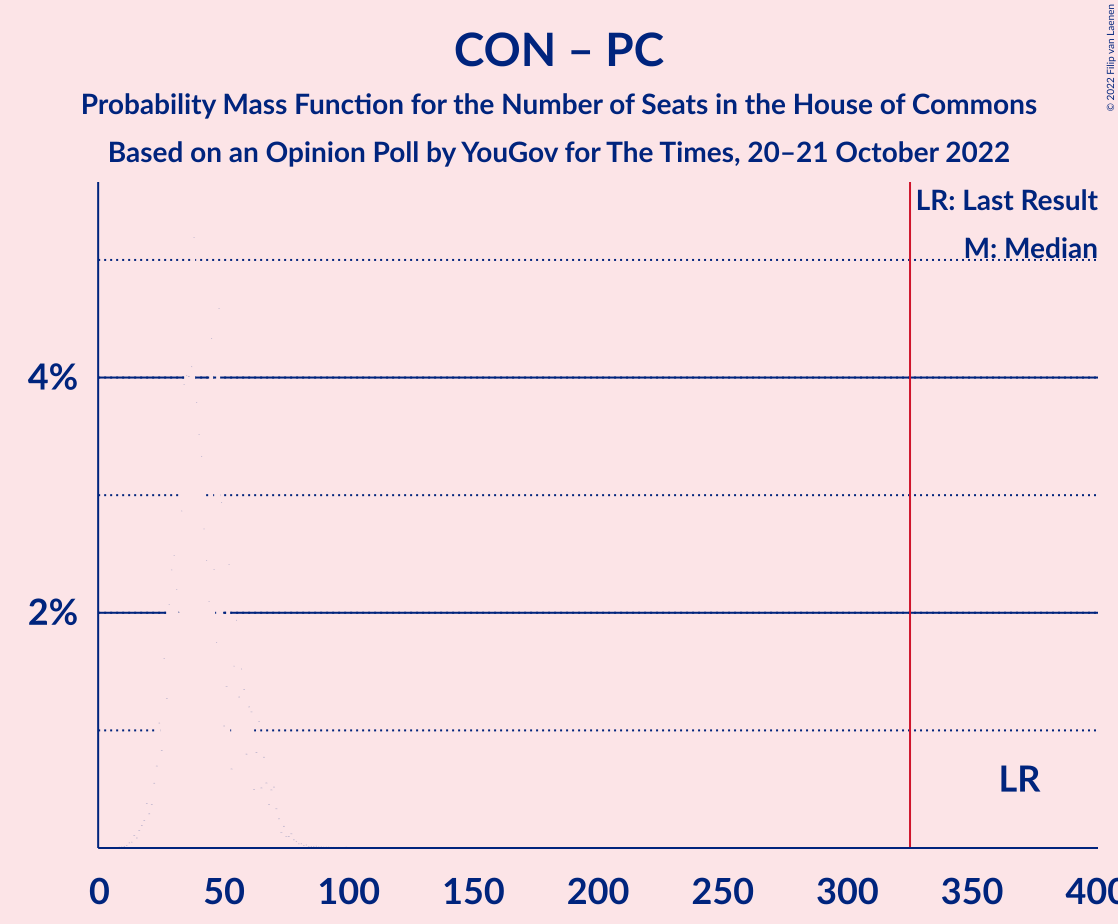 CON – PC
Probability Mass Function for the Number of Seats in the House of Commons
Based on an Opinion Poll by YouGov for The Times, 20–21 October 2022
© 2022 Filip van Laenen
LR: Last Result
M: Median
4%
2%
LR
0 50 100 150 200 250 300 350 400